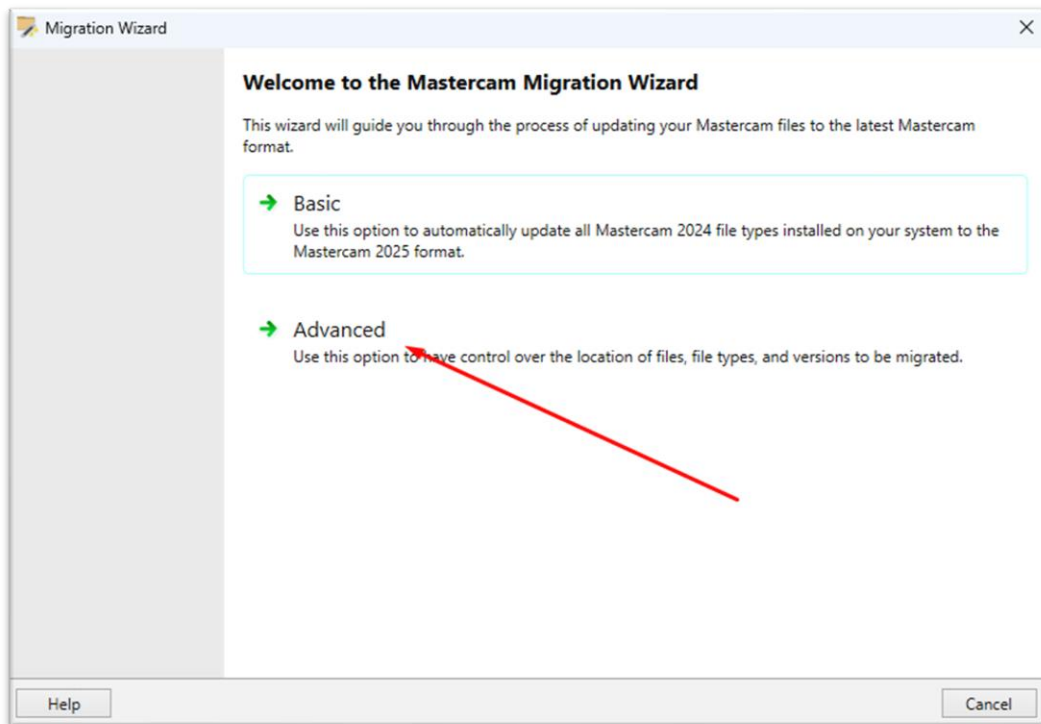 Migration Wizard
Welcome to the Mastercam Migration Wizard
This wizard will guide you through the process of updating your Mastercam files to the latest Mastercam
format.
Basic
Use this option to automatically update all Mastercam 2024 file types installed on your system to the
Mastercam 2025 format.
Advanced
Use this option to have control over the location of files, file types, and versions to be migrated.
Help
Cancel